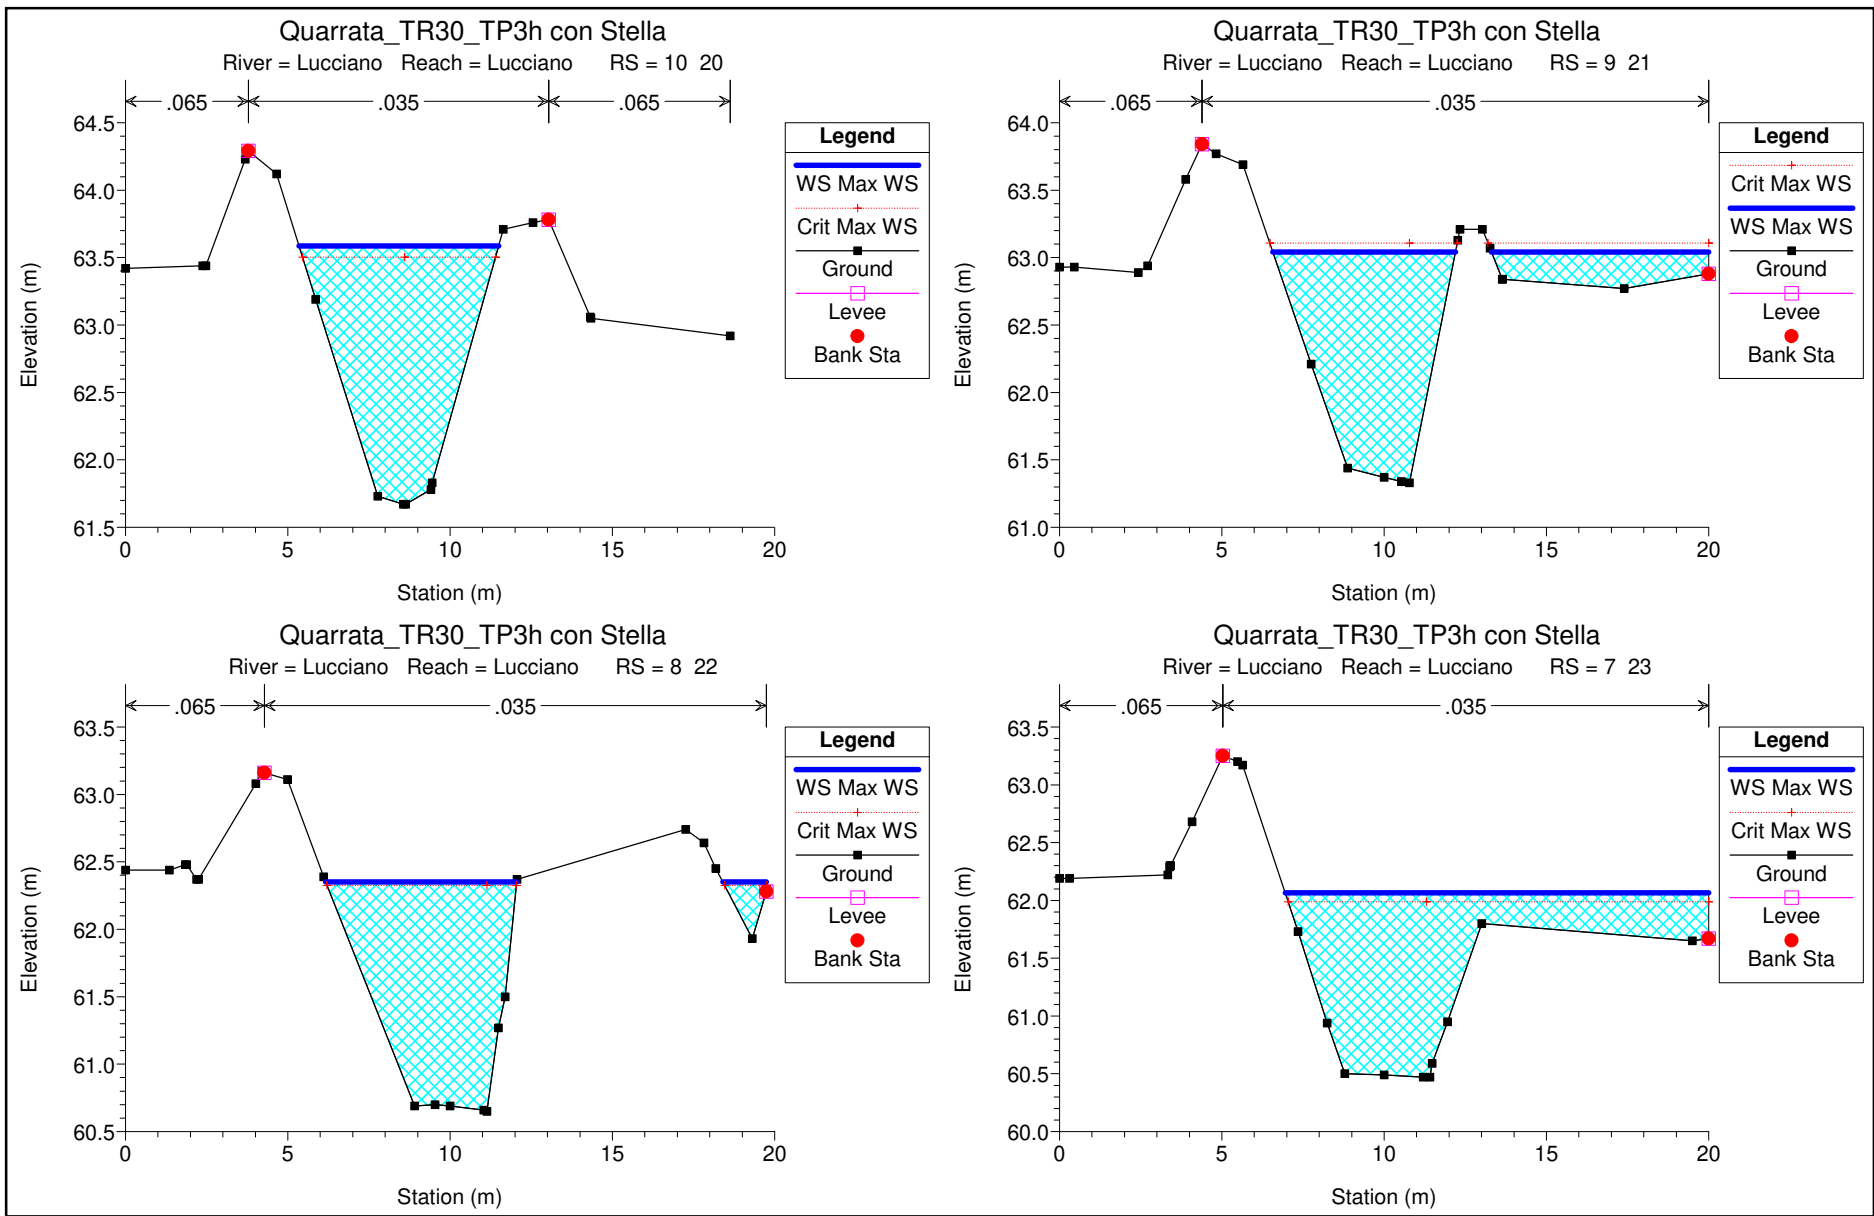 Quarrata_TR30_TP3h con Stella
River = Lucciano Reach = Lucciano RS = 10 20
.065 .035 .065
64.5
64.0
63.5
63.0
62.5
62.0
61.5
Elevation (m)
0 5 10 15 20
Station (m)
Legend
WS Max WS
Crit Max WS
Ground
Levee
Bank Sta
Quarrata_TR30_TP3h con Stella
River = Lucciano Reach = Lucciano RS = 9 21
.065 .035
64.0
63.5
63.0
62.5
62.0
61.5
61.0
Elevation (m)
0 5 10 15 20
Station (m)
Legend
Crit Max WS
WS Max WS
Ground
Levee
Bank Sta
Quarrata_TR30_TP3h con Stella
River = Lucciano Reach = Lucciano RS = 8 22
.065 .035
63.5
63.0
62.5
62.0
61.5
61.0
60.5
Elevation (m)
0 5 10 15 20
Station (m)
Legend
WS Max WS
Crit Max WS
Ground
Levee
Bank Sta
Quarrata_TR30_TP3h con Stella
River = Lucciano Reach = Lucciano RS = 7 23
.065 .035
63.5
63.0
62.5
62.0
61.5
61.0
60.5
60.0
Elevation (m)
0 5 10 15 20
Station (m)
Legend
WS Max WS
Crit Max WS
Ground
Levee
Bank Sta